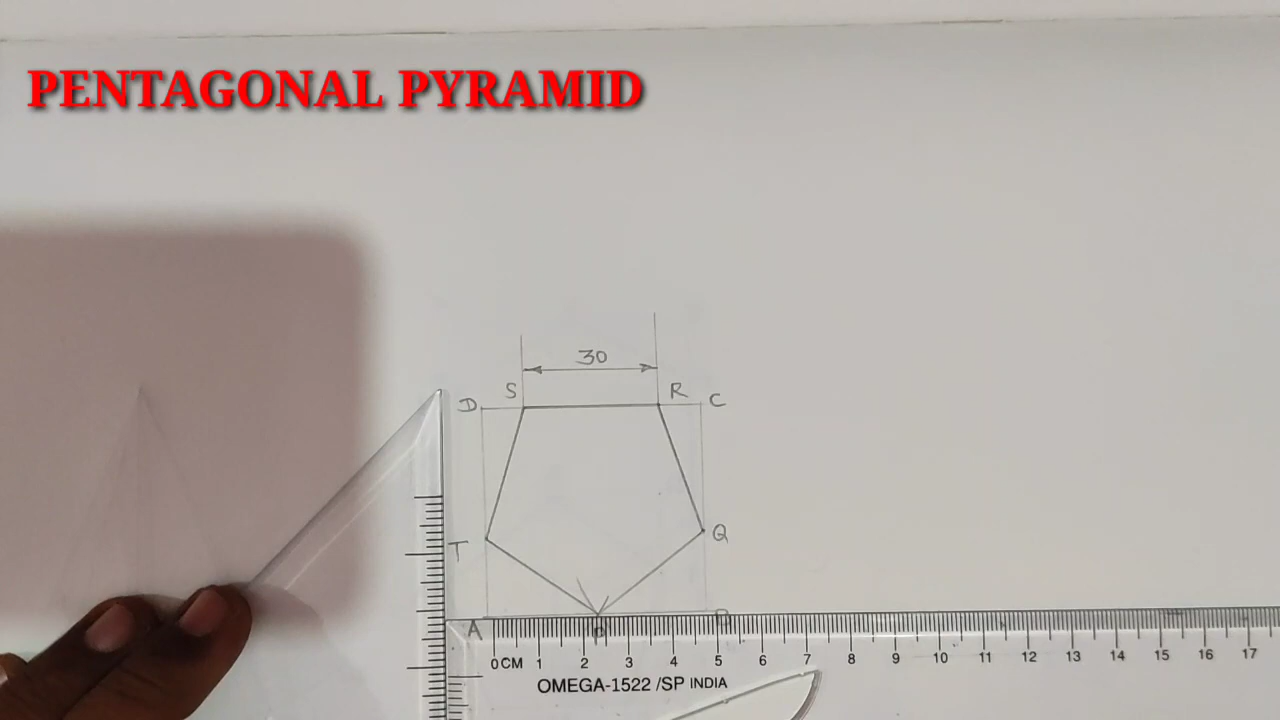 PENTAGONAL PYRAMID
30
D S R C
T Q
A P B
0 CM 1 2 3 4 5 6 7 8 9 10 11 12 13 14 15 16 17
OMEGA-1522 /SP INDIA